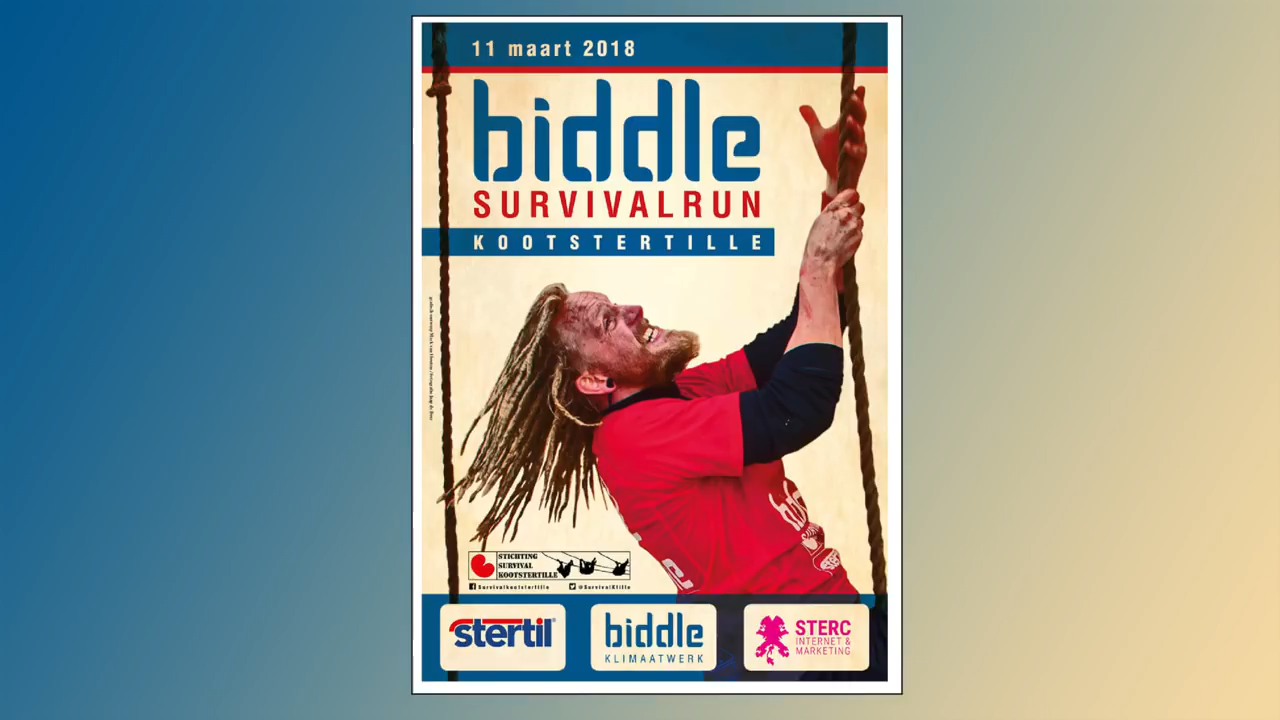 11 maart 2018
biddle
SURVIVALRUN
KOOTSTERTILLE
STICHTING
SURVIVAL
KOOTSTERTILLE
Survivalkootstertille @SurvivalKtille
stertil
biddle
KLIMAATWERK
STERC
INTERNET &
MARKETING